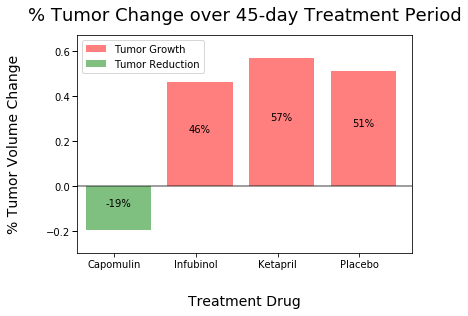 % Tumor Change over 45-day Treatment Period
Tumor Growth
Tumor Reduction
% Tumor Volume Change
0.6
0.4
0.2
0.0
−0.2
-19%
46%
57%
51%
Capomulin
Infubinol
Ketapril
Placebo
Treatment Drug